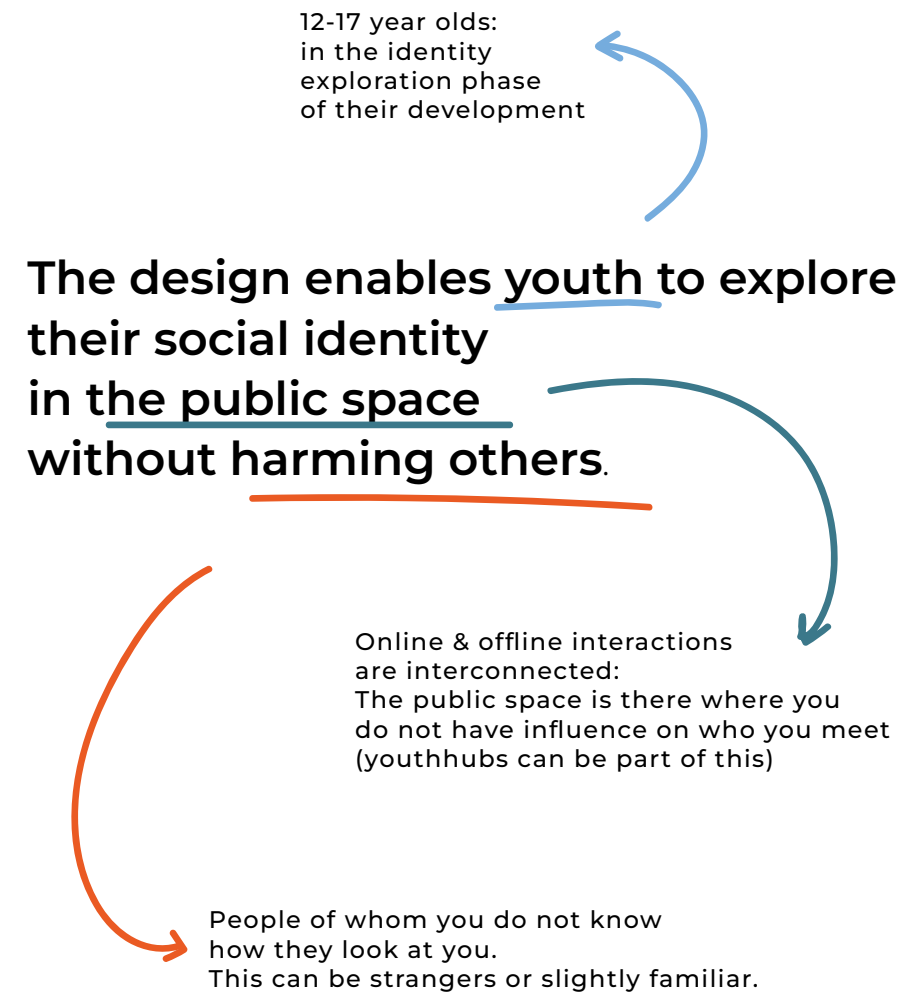 12-17 year olds:
in the identity
exploration phase
of their development
The design enables youth to explore
their social identity
in the public space
without harming others.
Online & offline interactions
are interconnected:
The public space is there where you
do not have influence on who you meet
(youthhubs can be part of this)
People of whom you do not know
how they look at you.
This can be strangers or slightly familiar.